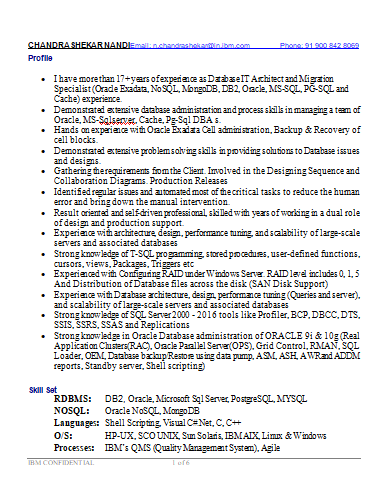 CHANDRASHEKAR NANDI Email: n.chandrashekar@in.ibm.com Phone: 91 900 842 8069
Profile
• I have more than 17+ years of experience as Database IT Architect and Migration
Specialist (Oracle Exadata, NoSQL, MongoDB, DB2, Oracle, MS-SQL, PG-SQL and
Cache) experience.
• Demonstrated extensive database administration and process skills in managing a team of
Oracle, MS-Sqlserver, Cache, Pg-Sql DBA s.
• Hands on experience with Oracle Exadata Cell administration, Backup & Recovery of
cell blocks.
• Demonstrated extensive problem solving skills in providing solutions to Database issues
and designs.
• Gathering the requirements from the Client. Involved in the Designing Sequence and
Collaboration Diagrams. Production Releases
• Identified regular issues and automated most of the critical tasks to reduce the human
error and bring down the manual intervention.
• Result oriented and self-driven professional, skilled with years of working in a dual role
of design and production support.
• Experience with architecture, design, performance tuning, and scalability of large-scale
servers and associated databases
• Strong knowledge of T-SQL programming, stored procedures, user-defined functions,
cursors, views, Packages, Triggers etc
• Experienced with Configuring RAID under Windows Server. RAID level includes 0, 1, 5
And Distribution of Database files across the disk (SAN Disk Support)
• Experience with Database architecture, design, performance tuning (Queries and server),
and scalability of large-scale servers and associated databases
• Strong knowledge of SQL Server 2000 - 2016 tools like Profiler, BCP, DBCC, DTS,
SSIS, SSRS, SSAS and Replications
• Strong knowledge in Oracle Database administration of ORACLE 9i & 10g (Real
Application Clusters(RAC), Oracle Parallel Server(OPS), Grid Control, RMAN, SQL
Loader, OEM, Database backup/Restore using data pump, ASM, ASH, AWR and ADDM
reports, Standby server, Shell scripting)
Skill Set
RDBMS: DB2, Oracle, Microsoft Sql Server, PostgreSQL, MYSQL
NOSQL: Oracle NoSQL, MongoDB
Languages: Shell Scripting, Visual C#.Net, C, C++
O/S: HP-UX, SCO UNIX, Sun Solaris, IBM AIX, Linux & Windows
Processes: IBM's QMS (Quality Management System), Agile
IBM CONFIDENTIAL 1 of 6